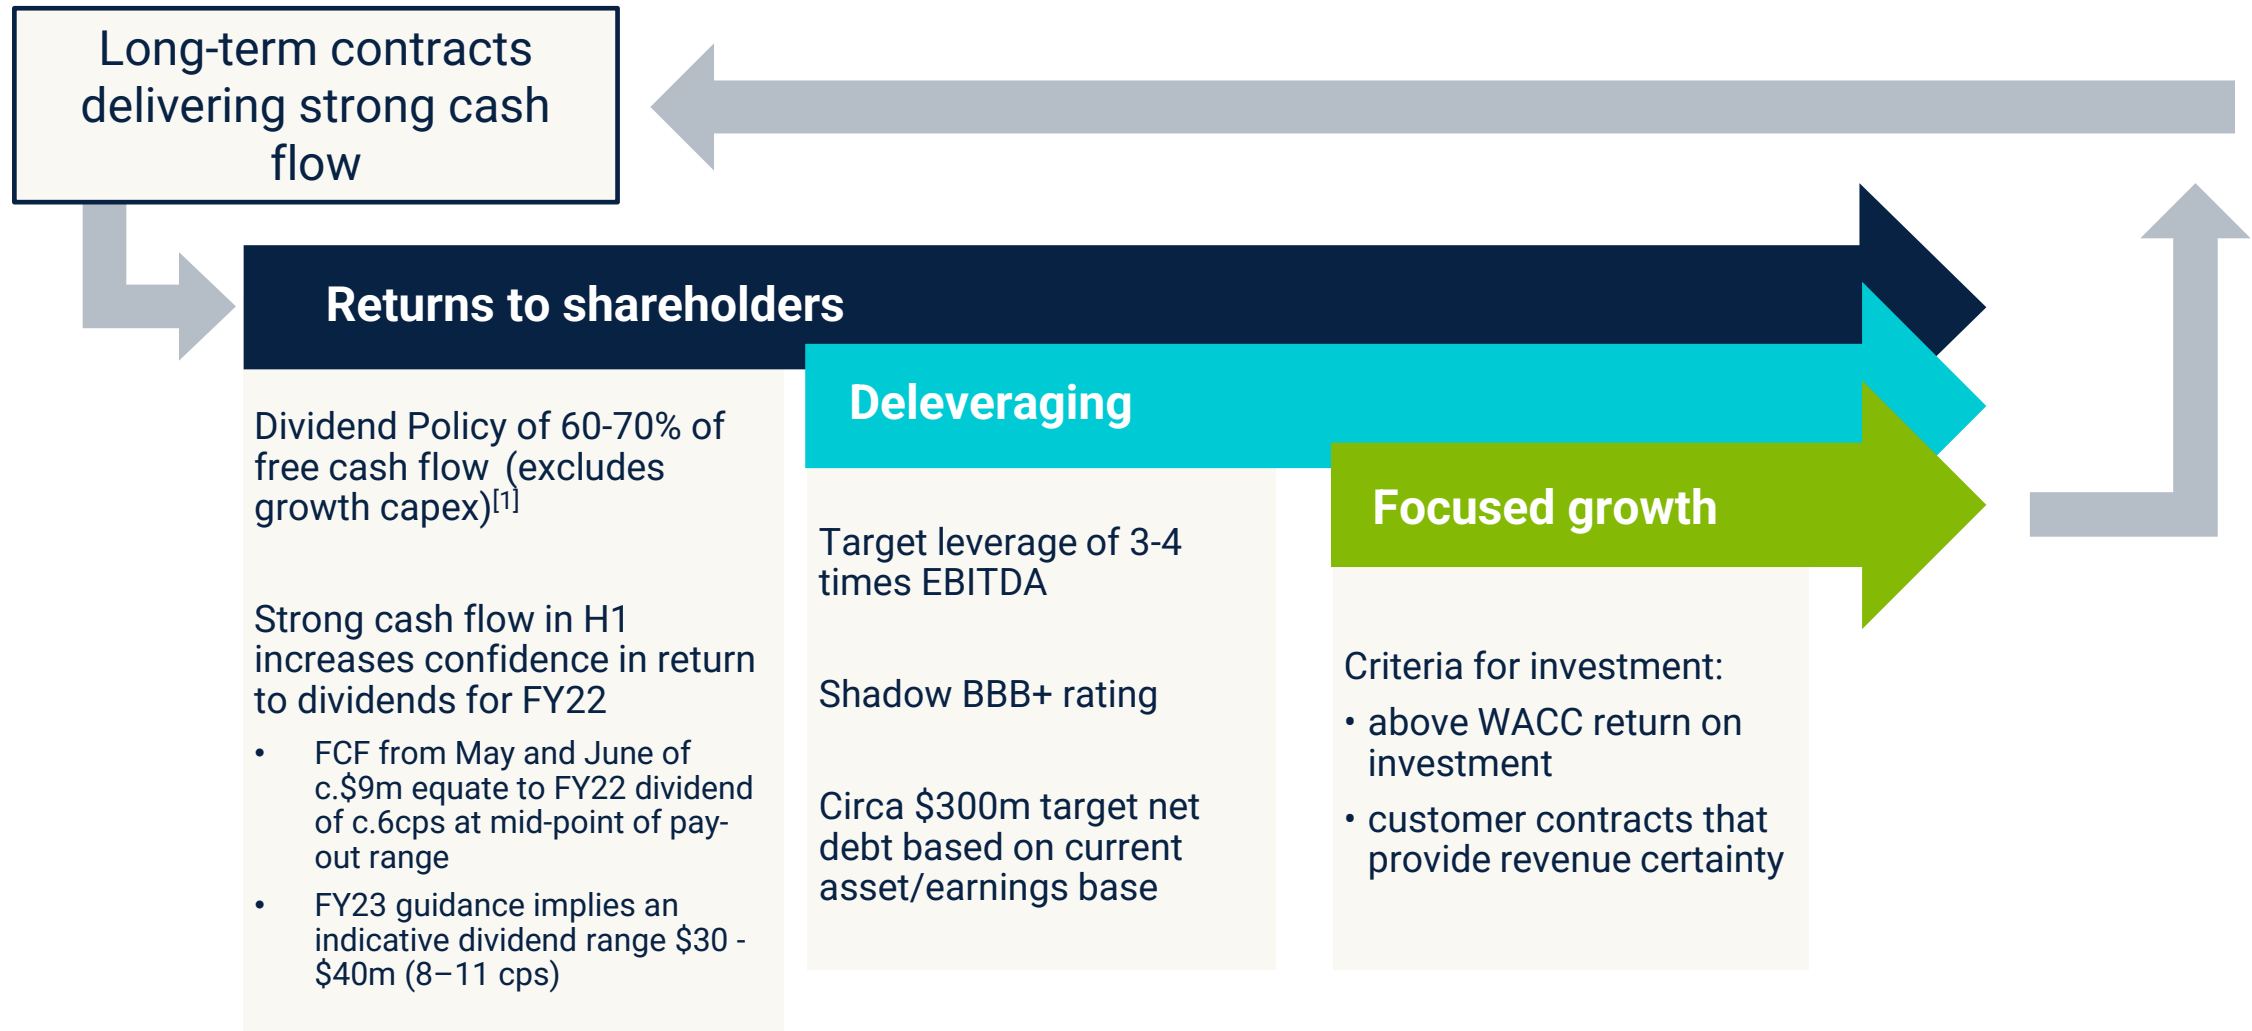 Long-term contracts
delivering strong cash
flow
Returns to shareholders
Dividend Policy of 60-70% of
free cash flow (excludes
growth capex)[1]
Strong cash flow in H1
increases confidence in return
to dividends for FY22
• FCF from May and June of
c.$9m equate to FY22 dividend
of c.6cps at mid-point of pay-
out range
• FY23 guidance implies an
indicative dividend range $30 -
$40m (8–11 cps)
Deleveraging
Target leverage of 3-4
times EBITDA
Shadow BBB+ rating
Circa $300m target net
debt based on current
asset/earnings base
Focused growth
Criteria for investment:
• above WACC return on
investment
• customer contracts that
provide revenue certainty